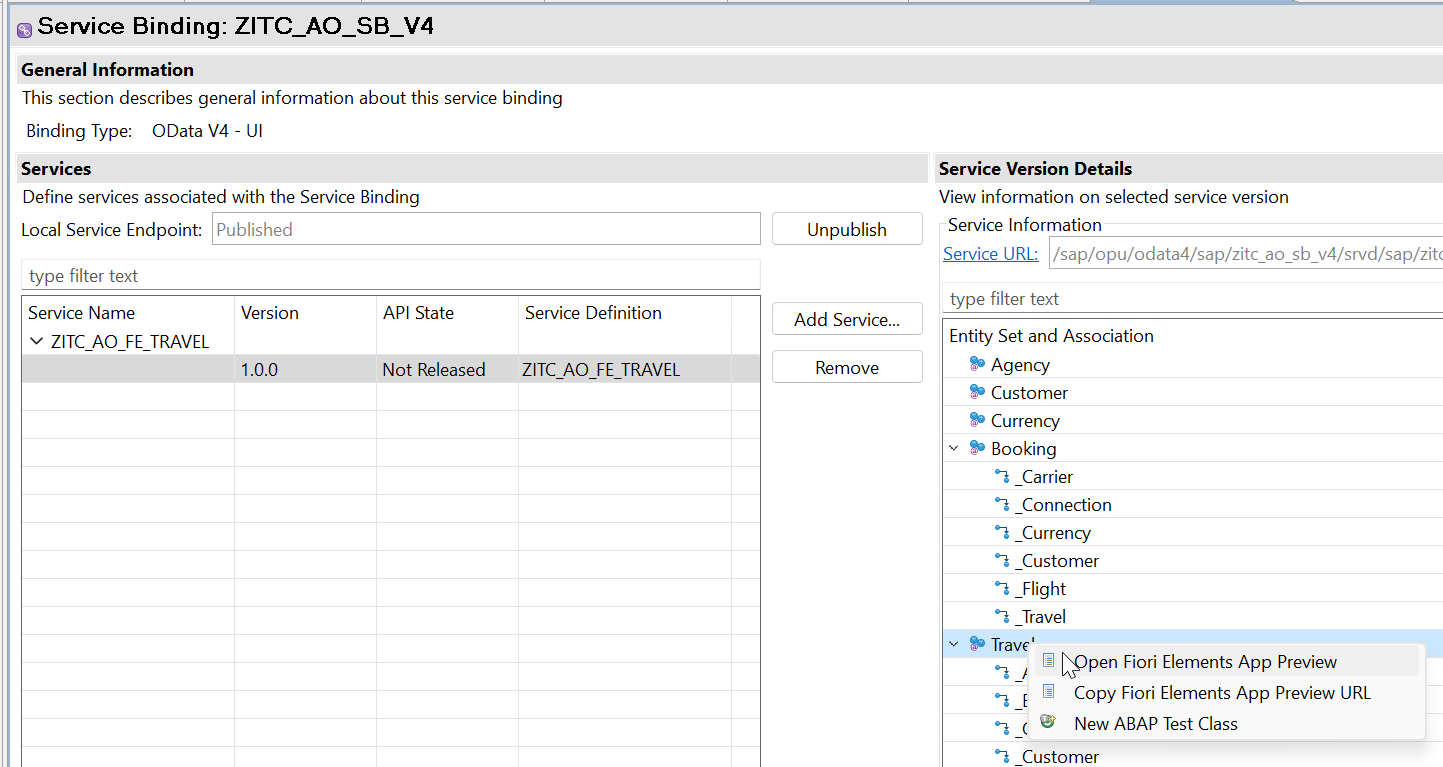 Service Binding: ZITC_AO_SB_V4
General Information
This section describes general information about this service binding
Binding Type: OData V4 - UI
Services
Define services associated with the Service Binding
Local Service Endpoint: Published Unpublish
type filter text
Service Name Version API State Service Definition
ZITC_AO_FE_TRAVEL
1.0.0 Not Released ZITC_AO_FE_TRAVEL
Add Service...
Remove
Service Version Details
View information on selected service version
Service Information
Service URL: /sap/opu/odata4/sap/zitc_ao_sb_v4/srvd/sap/zitc
type filter text
Entity Set and Association
Agency
Customer
Currency
Booking
_Carrier
_Connection
_Currency
_Customer
_Flight
_Travel
Travel
Open Fiori Elements App Preview
Copy Fiori Elements App Preview URL
New ABAP Test Class
_Customer